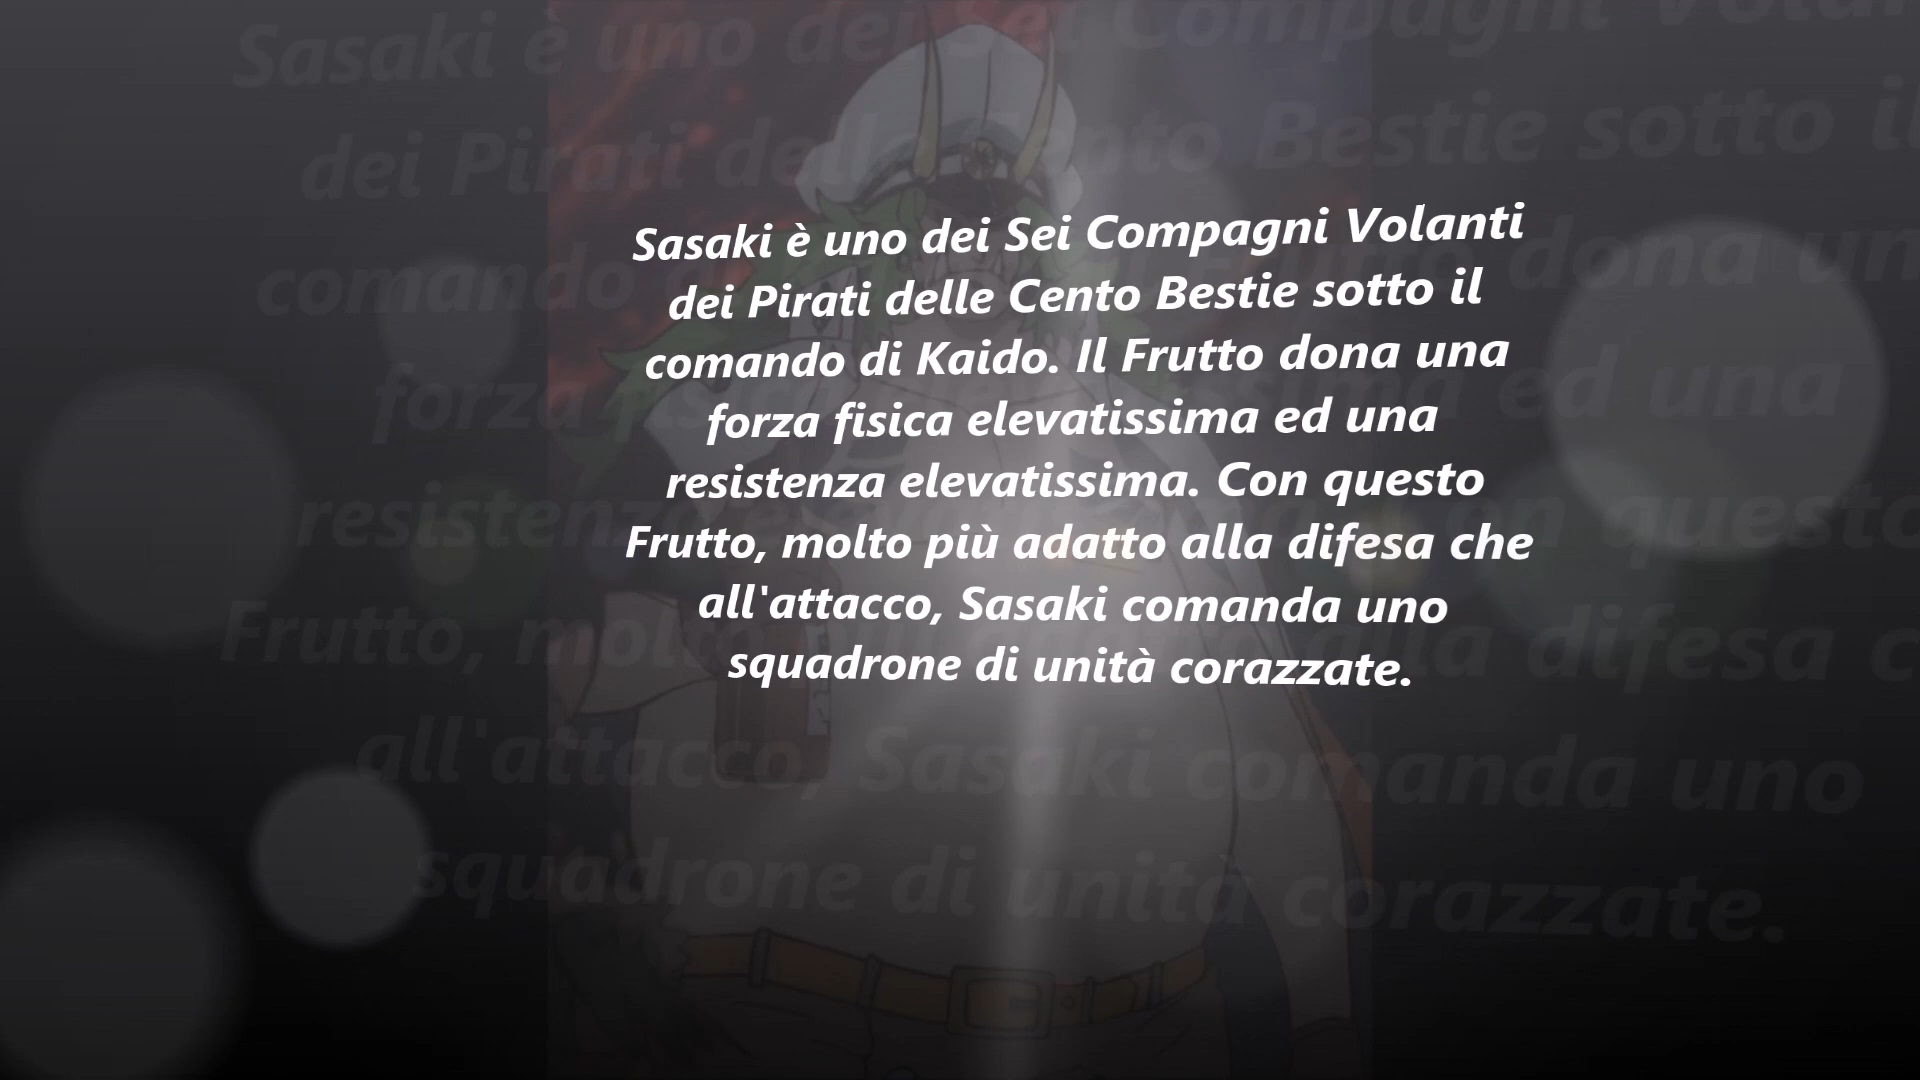 Sasaki è uno dei Sei Compagni Volanti
dei Pirati delle Cento Bestie sotto il
comando di Kaido. Il Frutto dona una
forza fisica elevatissima ed una
resistenza elevatissima. Con questo
Frutto, molto più adatto alla difesa che
all'attacco, Sasaki comanda uno
squadrone di unità corazzate.